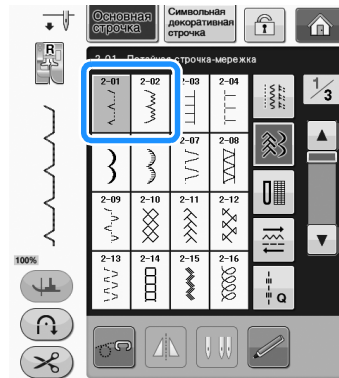 Основная
строчка
Символьная
декоративная
строчка
R
2-01 Потайная строчка-мережка
2-01 2-02 2-03 2-04
1/3
2-07 2-08
2-09 2-10 2-11 2-12
2-13 2-14 2-15 2-16
100%
Q